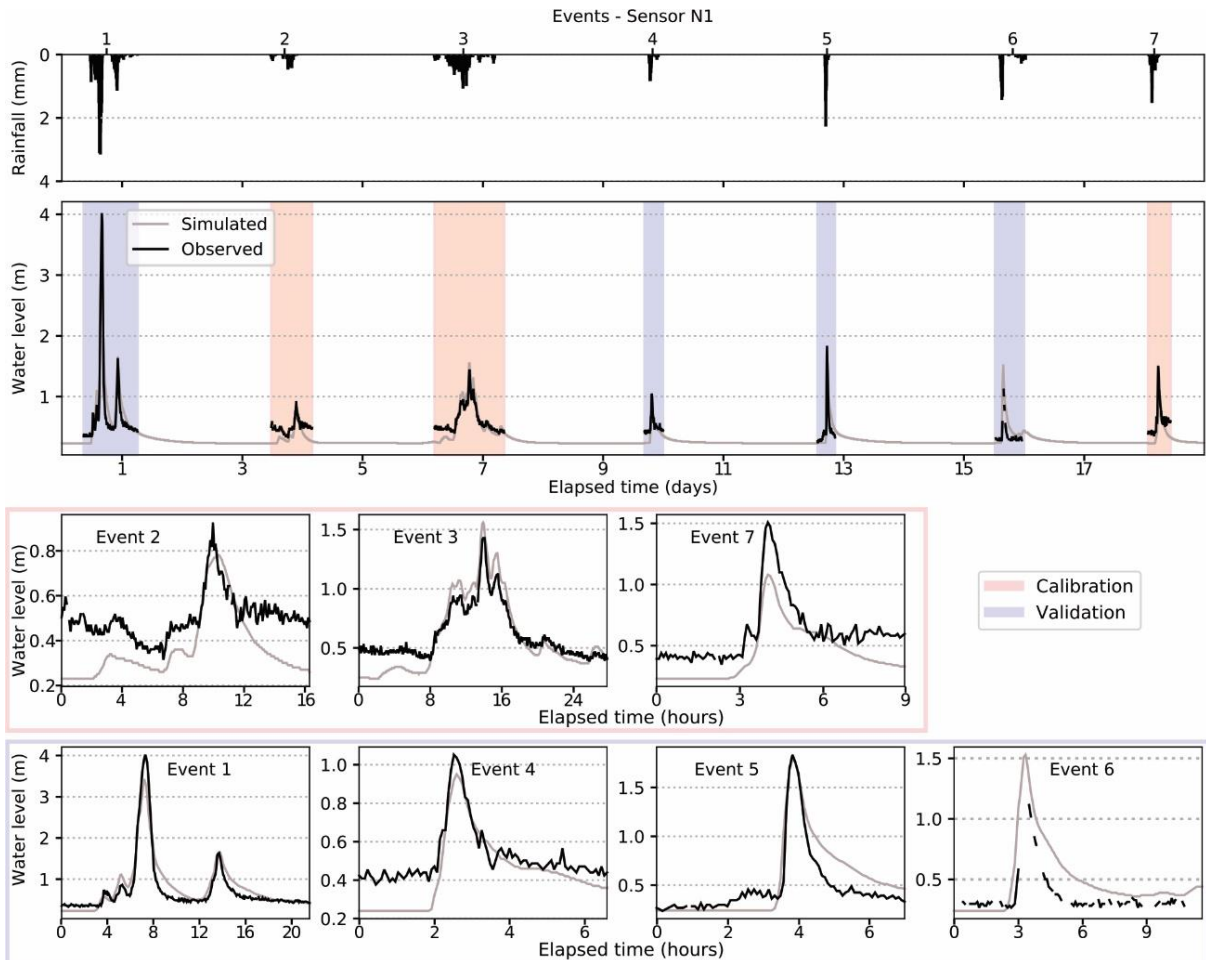 Events - Sensor N1
1 2 3 4 5 6 7
Rainfall (mm)
0
2
4
Water level (m)
4
3
2
1
Simulated
Observed
1 3 5 7 9 11 13 15 17
Elapsed time (days)
Water level (m)
Event 2
0.8
0.6
0.4
0.2
0 4 8 12 16
Event 3
1.5
1.0
0.5
0 8 16 24
Event 7
1.5
1.0
0.5
0 3 6 9
Elapsed time (hours)
Calibration
Validation
Water level (m)
Event 1
4
3
2
1
0 4 8 12 16 20
Event 4
1.0
0.8
0.6
0.4
0.2
0 2 4 6
Event 5
1.5
1.0
0.5
0 2 4 6
Event 6
1.5
1.0
0.5
0 3 6 9
Elapsed time (hours)